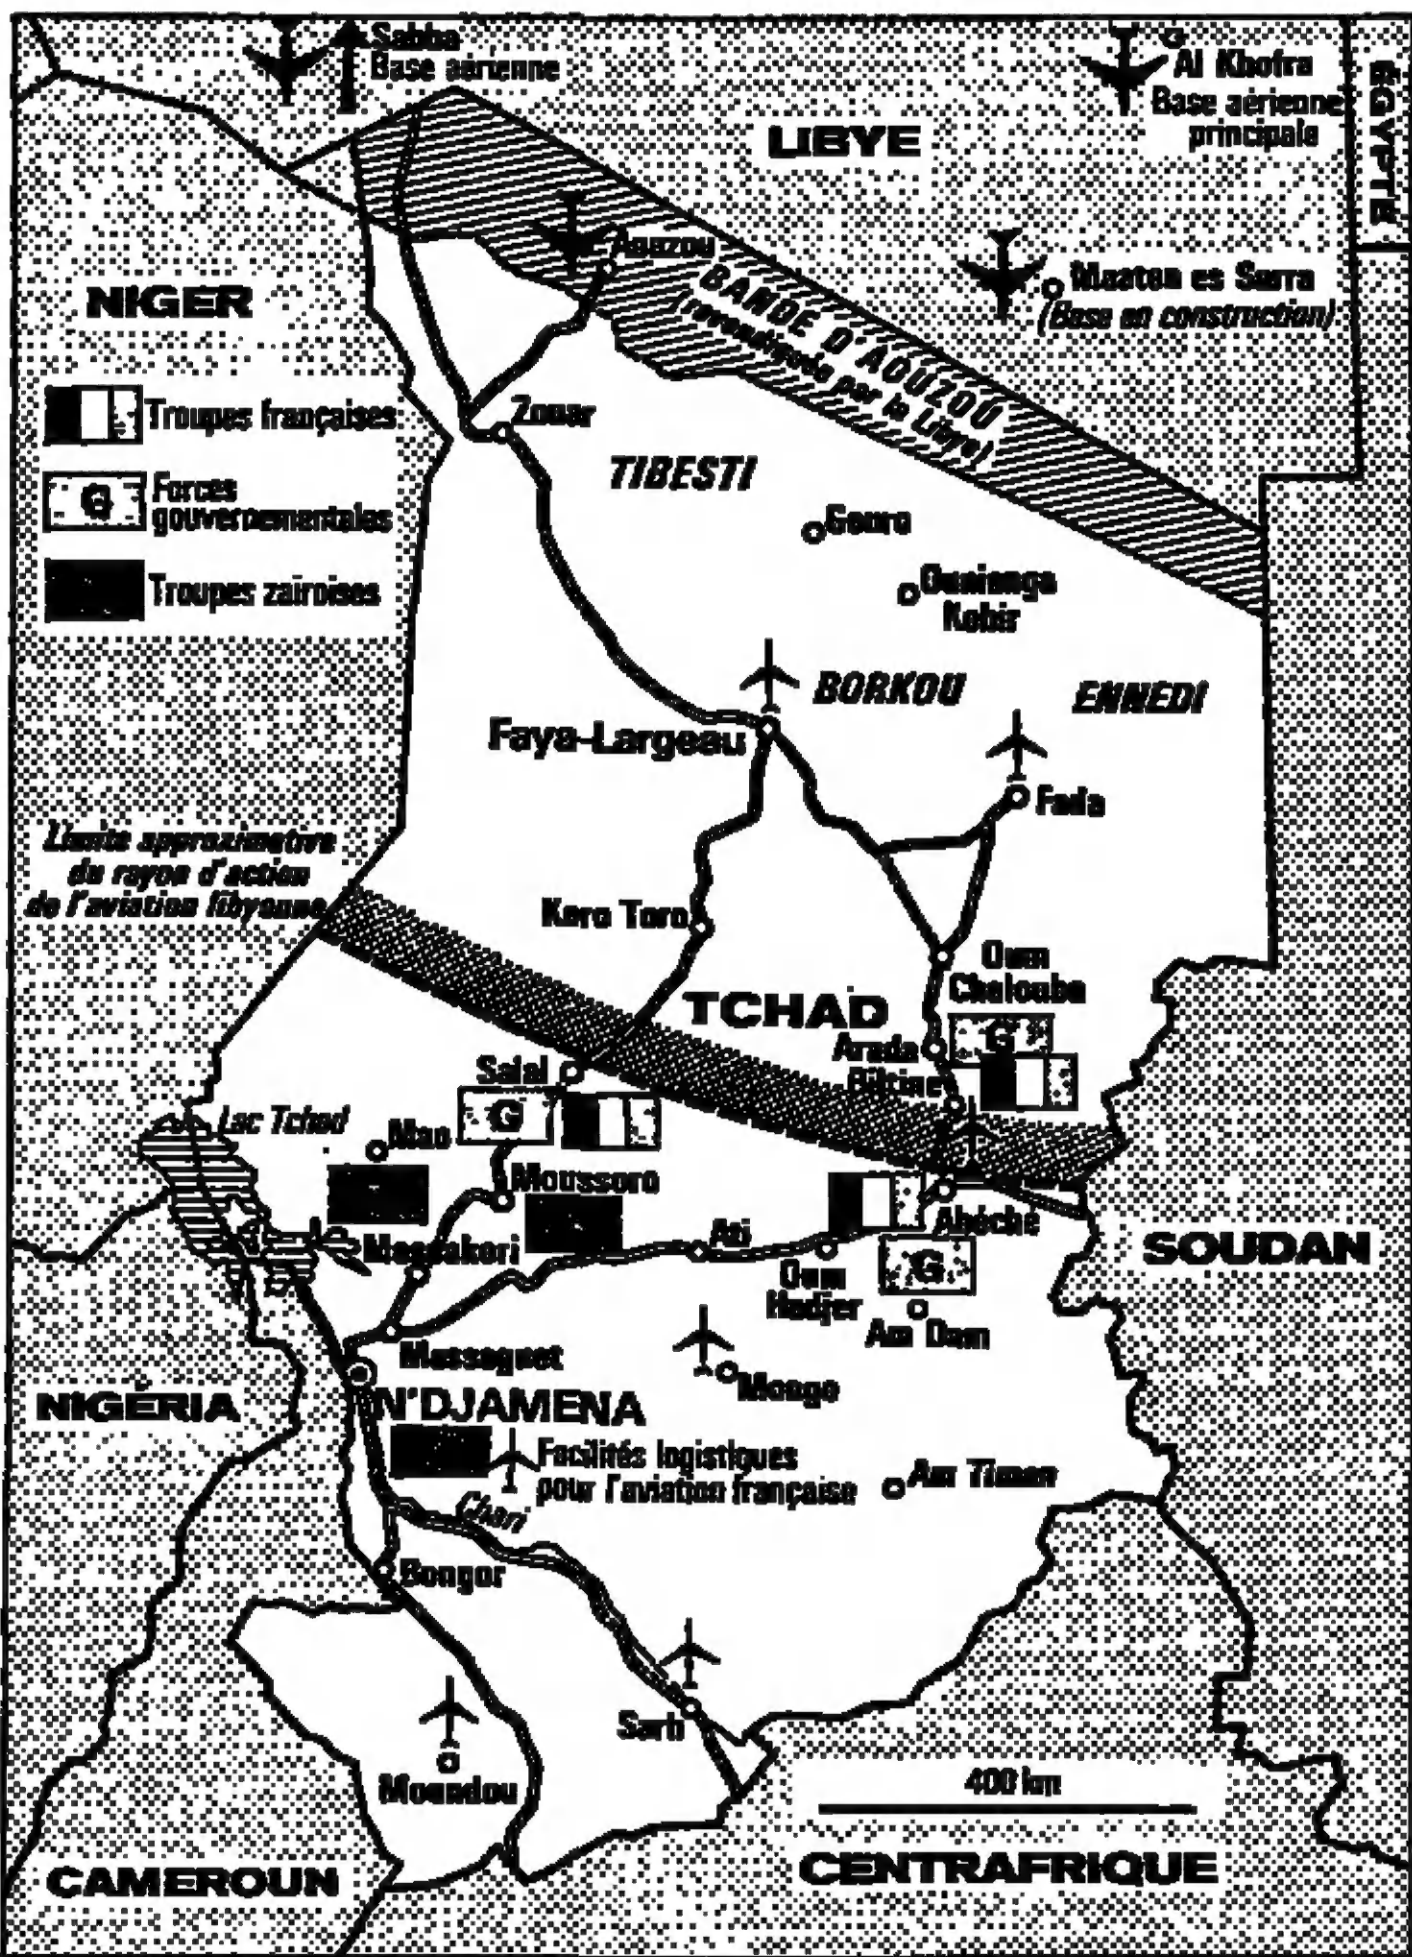 Sabha
Base aérienne
Al Khofra
Base aérienne
principale
ÉGYPTE
LIBYE
Aouzou
Maaten es Sarra
(Base en construction)
BANDE D'AOUZOU
(revendiquée par la Libye)
NIGER
Troupes françaises
G
Forces
gouvernementales
Troupes zaïroises
Zouar
TIBESTI
Gouro
Ounianga
Kebir
BORKOU
ENNEDI
Faya-Largeau
Fada
Limite approximative
du rayon d'action
de l'aviation libyenne
Koro Toro
Oum
Chalouba
TCHAD
G
Arada
Biltine
Salal
G
Lac Tchad
Mao
Moussoro
Massakori
Ati
Abéché
Oum
Hadjer
G
Am Dam
SOUDAN
Massaguet
Mongo
NIGÉRIA
N'DJAMENA
Facilités logistiques
pour l'aviation française
Am Timan
Chari
Bongor
Sarh
Moundou
400 km
CAMEROUN
CENTRAFRIQUE